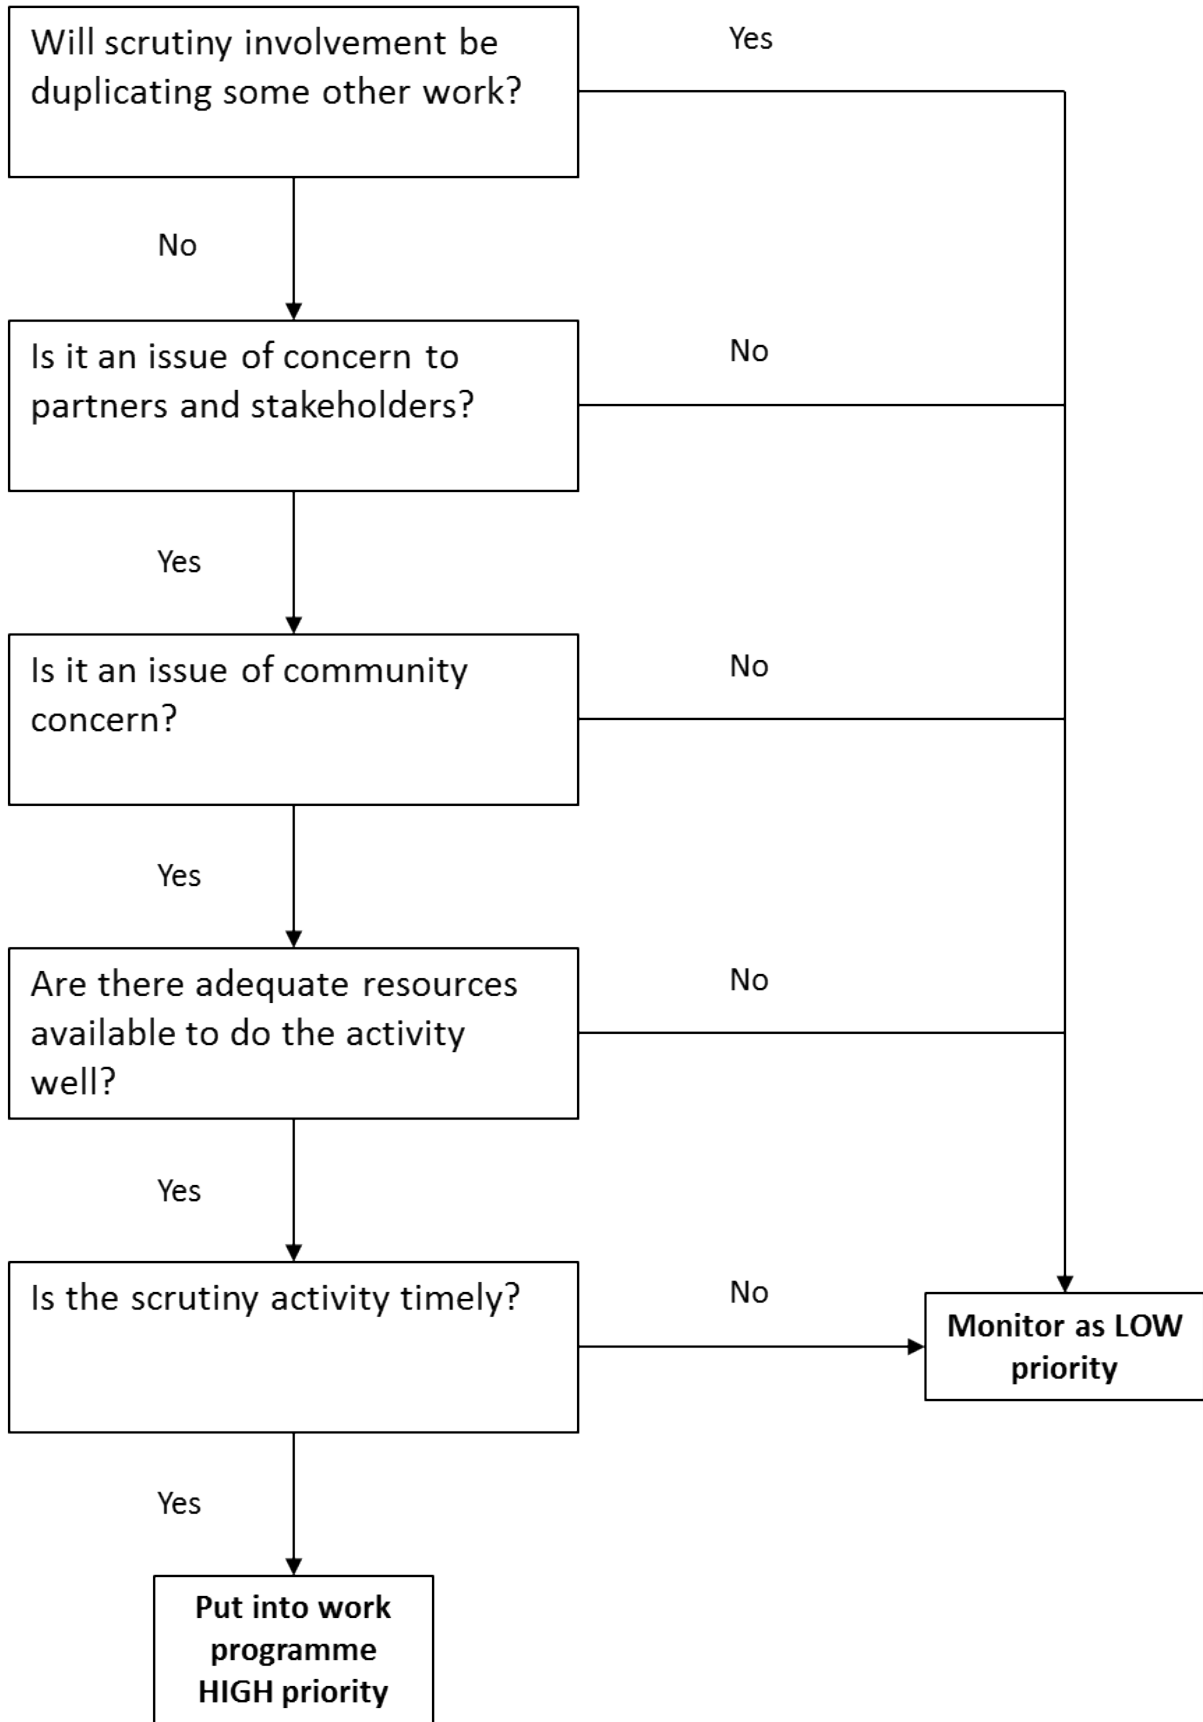 Will scrutiny involvement be
duplicating some other work?
Yes
No
Is it an issue of concern to
partners and stakeholders?
No
Yes
Is it an issue of community
concern?
No
Yes
Are there adequate resources
available to do the activity
well?
No
Yes
Is the scrutiny activity timely?
No
Monitor as LOW
priority
Yes
Put into work
programme
HIGH priority